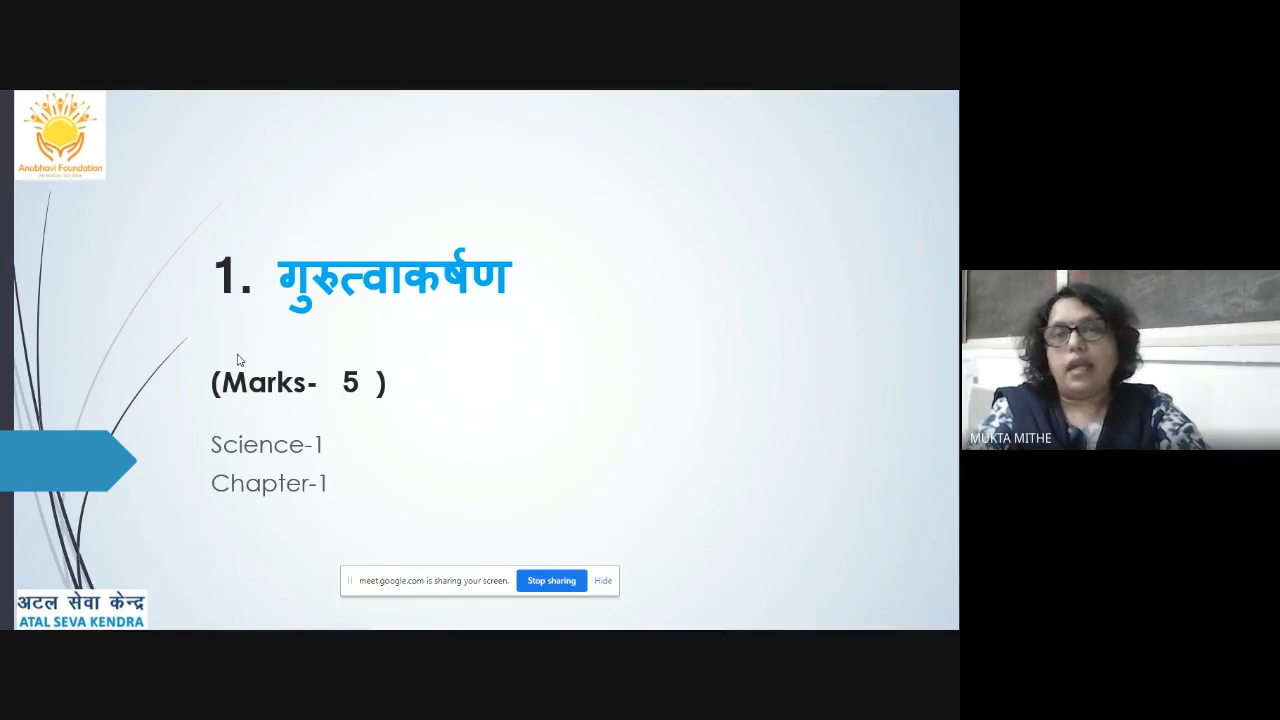 Anubhavi Foundation
1. गुरुत्वाकर्षण
(Marks- 5 )
Science-1
Chapter-1
meet.google.com is sharing your screen. Stop sharing Hide
अटल सेवा केन्द्र
ATAL SEVA KENDRA
MUKTA MITHE